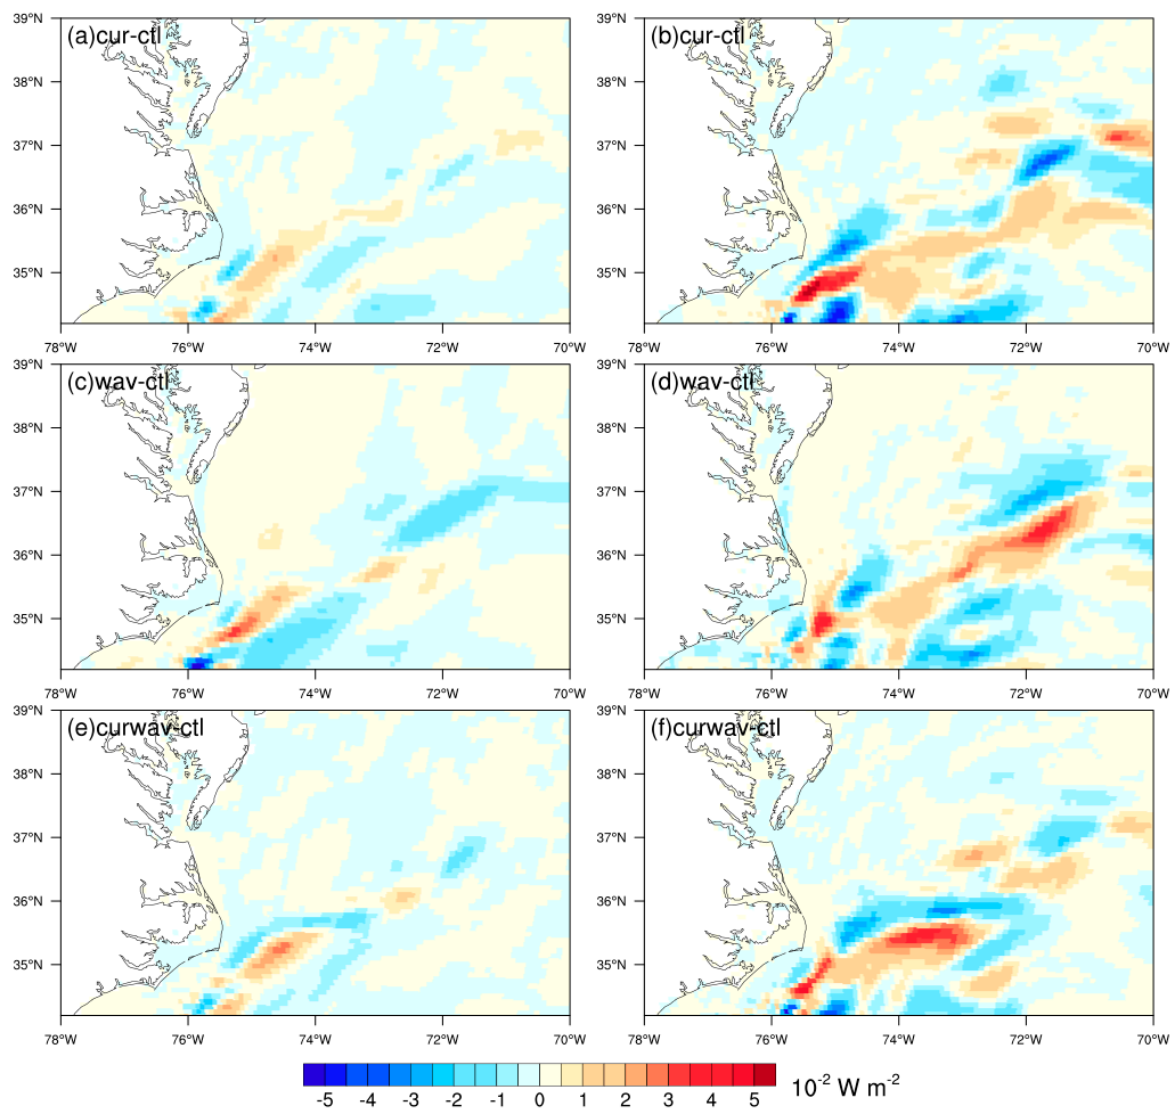 39°N 39°N
(a)cur-ctl (b)cur-ctl
38°N 38°N
37°N 37°N
36°N 36°N
35°N 35°N
78°W 76°W 74°W 72°W 70°W 78°W 76°W 74°W 72°W 70°W
39°N 39°N
(c)wav-ctl (d)wav-ctl
38°N 38°N
37°N 37°N
36°N 36°N
35°N 35°N
78°W 76°W 74°W 72°W 70°W 78°W 76°W 74°W 72°W 70°W
39°N 39°N
(e)curwav-ctl (f)curwav-ctl
38°N 38°N
37°N 37°N
36°N 36°N
35°N 35°N
78°W 76°W 74°W 72°W 70°W 78°W 76°W 74°W 72°W 70°W
-5 -4 -3 -2 -1 0 1 2 3 4 5 10⁻² W m⁻²